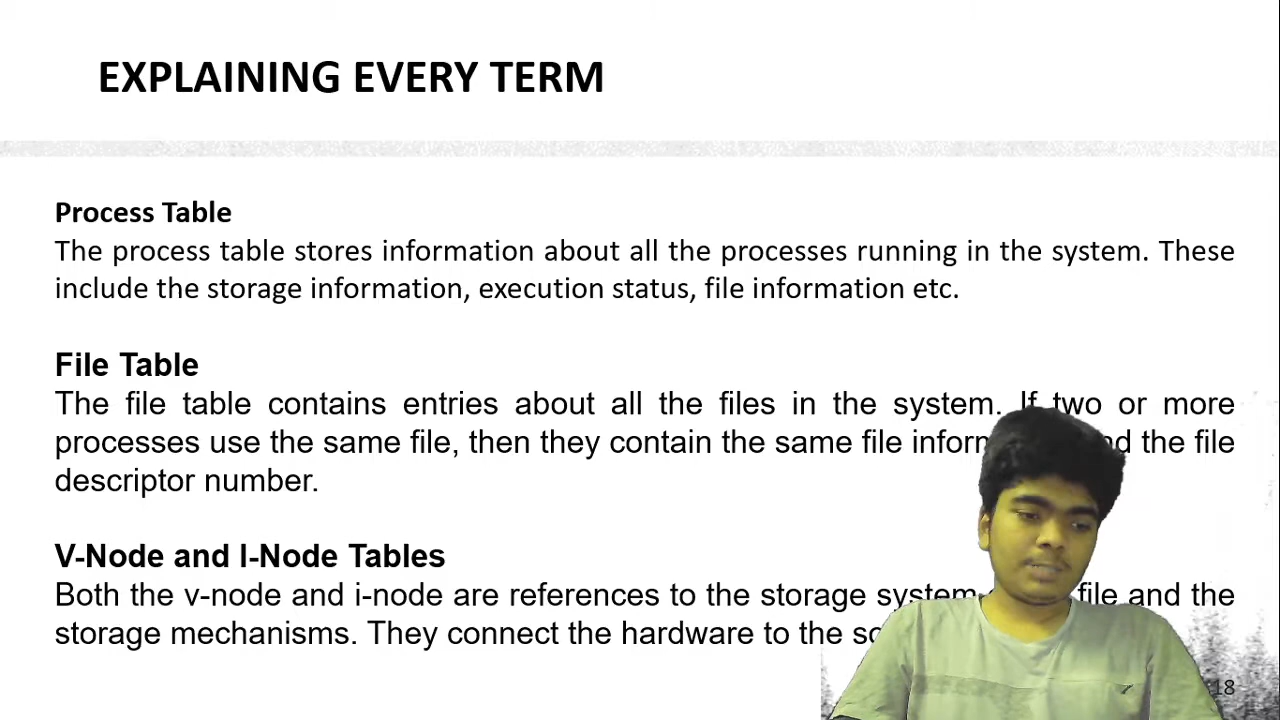 EXPLAINING EVERY TERM
Process Table
The process table stores information about all the processes running in the system. These
include the storage information, execution status, file information etc.
File Table
The file table contains entries about all the files in the system. If two or more
processes use the same file, then they contain the same file the file
descriptor number.
V-Node and I-Node Tables
Both the v-node and i-node are references to the storage system file and the
storage mechanisms. They connect the hardware to the
18